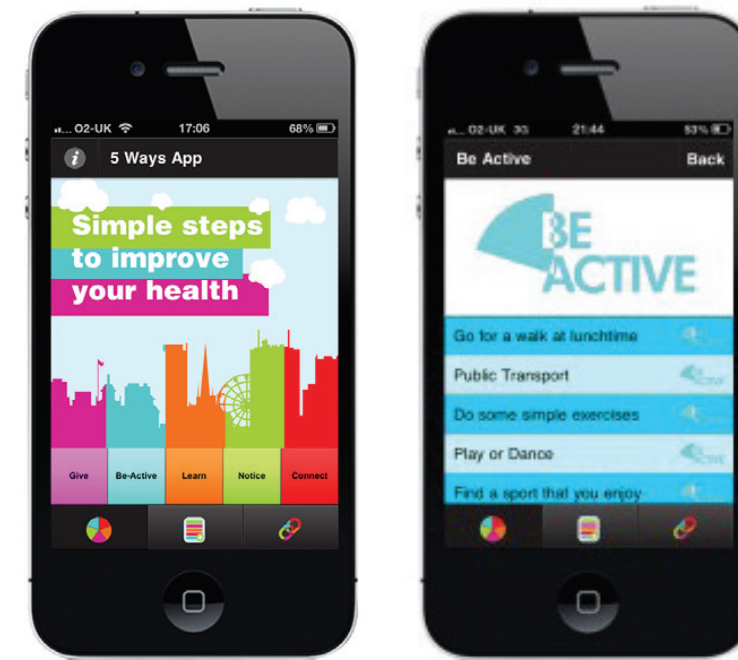 O2-UK 17:06 68%
i 5 Ways App
Simple steps
to improve
your health
Give Be-Active Learn Notice Connect
O2-UK 3G 21:44 53%
Be Active Back
BE
ACTIVE
Go for a walk at lunchtime
Public Transport
Do some simple exercises
Play or Dance
Find a sport that you enjoy